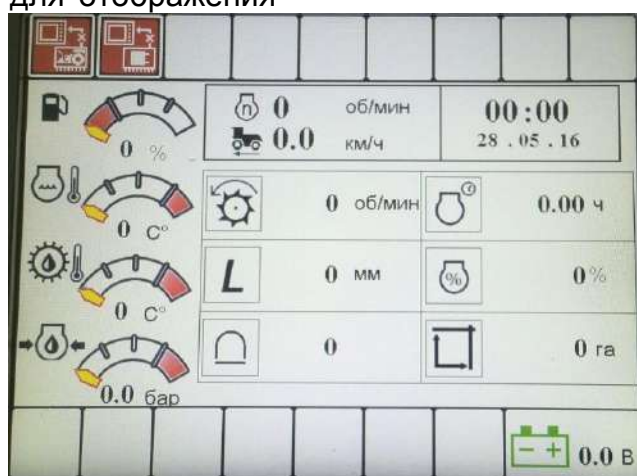 для отображения
n 0 об/мин
0.0 км/ч
00:00
28 . 05 . 16
0 %
0 C°
0 C°
0.0 бар
0 об/мин
0.00 ч
L 0 мм
% 0%
0
0 га
- +
0.0 В